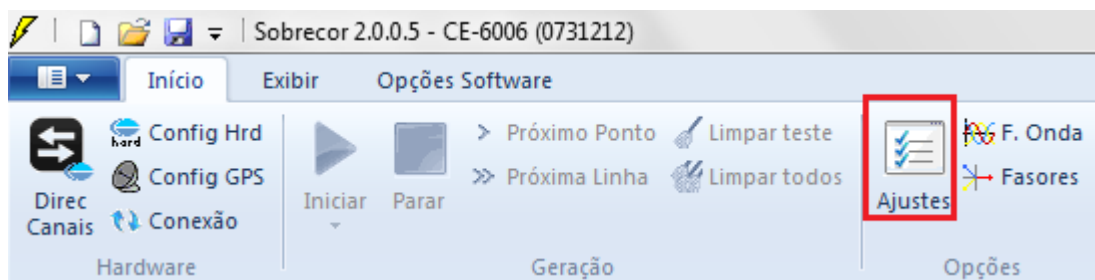 Sobrecor 2.0.0.5 - CE-6006 (0731212)
Início Exibir Opções Software
Direc Canais
hard Config Hrd
Config GPS
Conexão
Hardware
Iniciar
Parar
> Próximo Ponto
>> Próxima Linha
Limpar teste
Limpar todos
Geração
Ajustes
F. Onda
Fasores
Opções